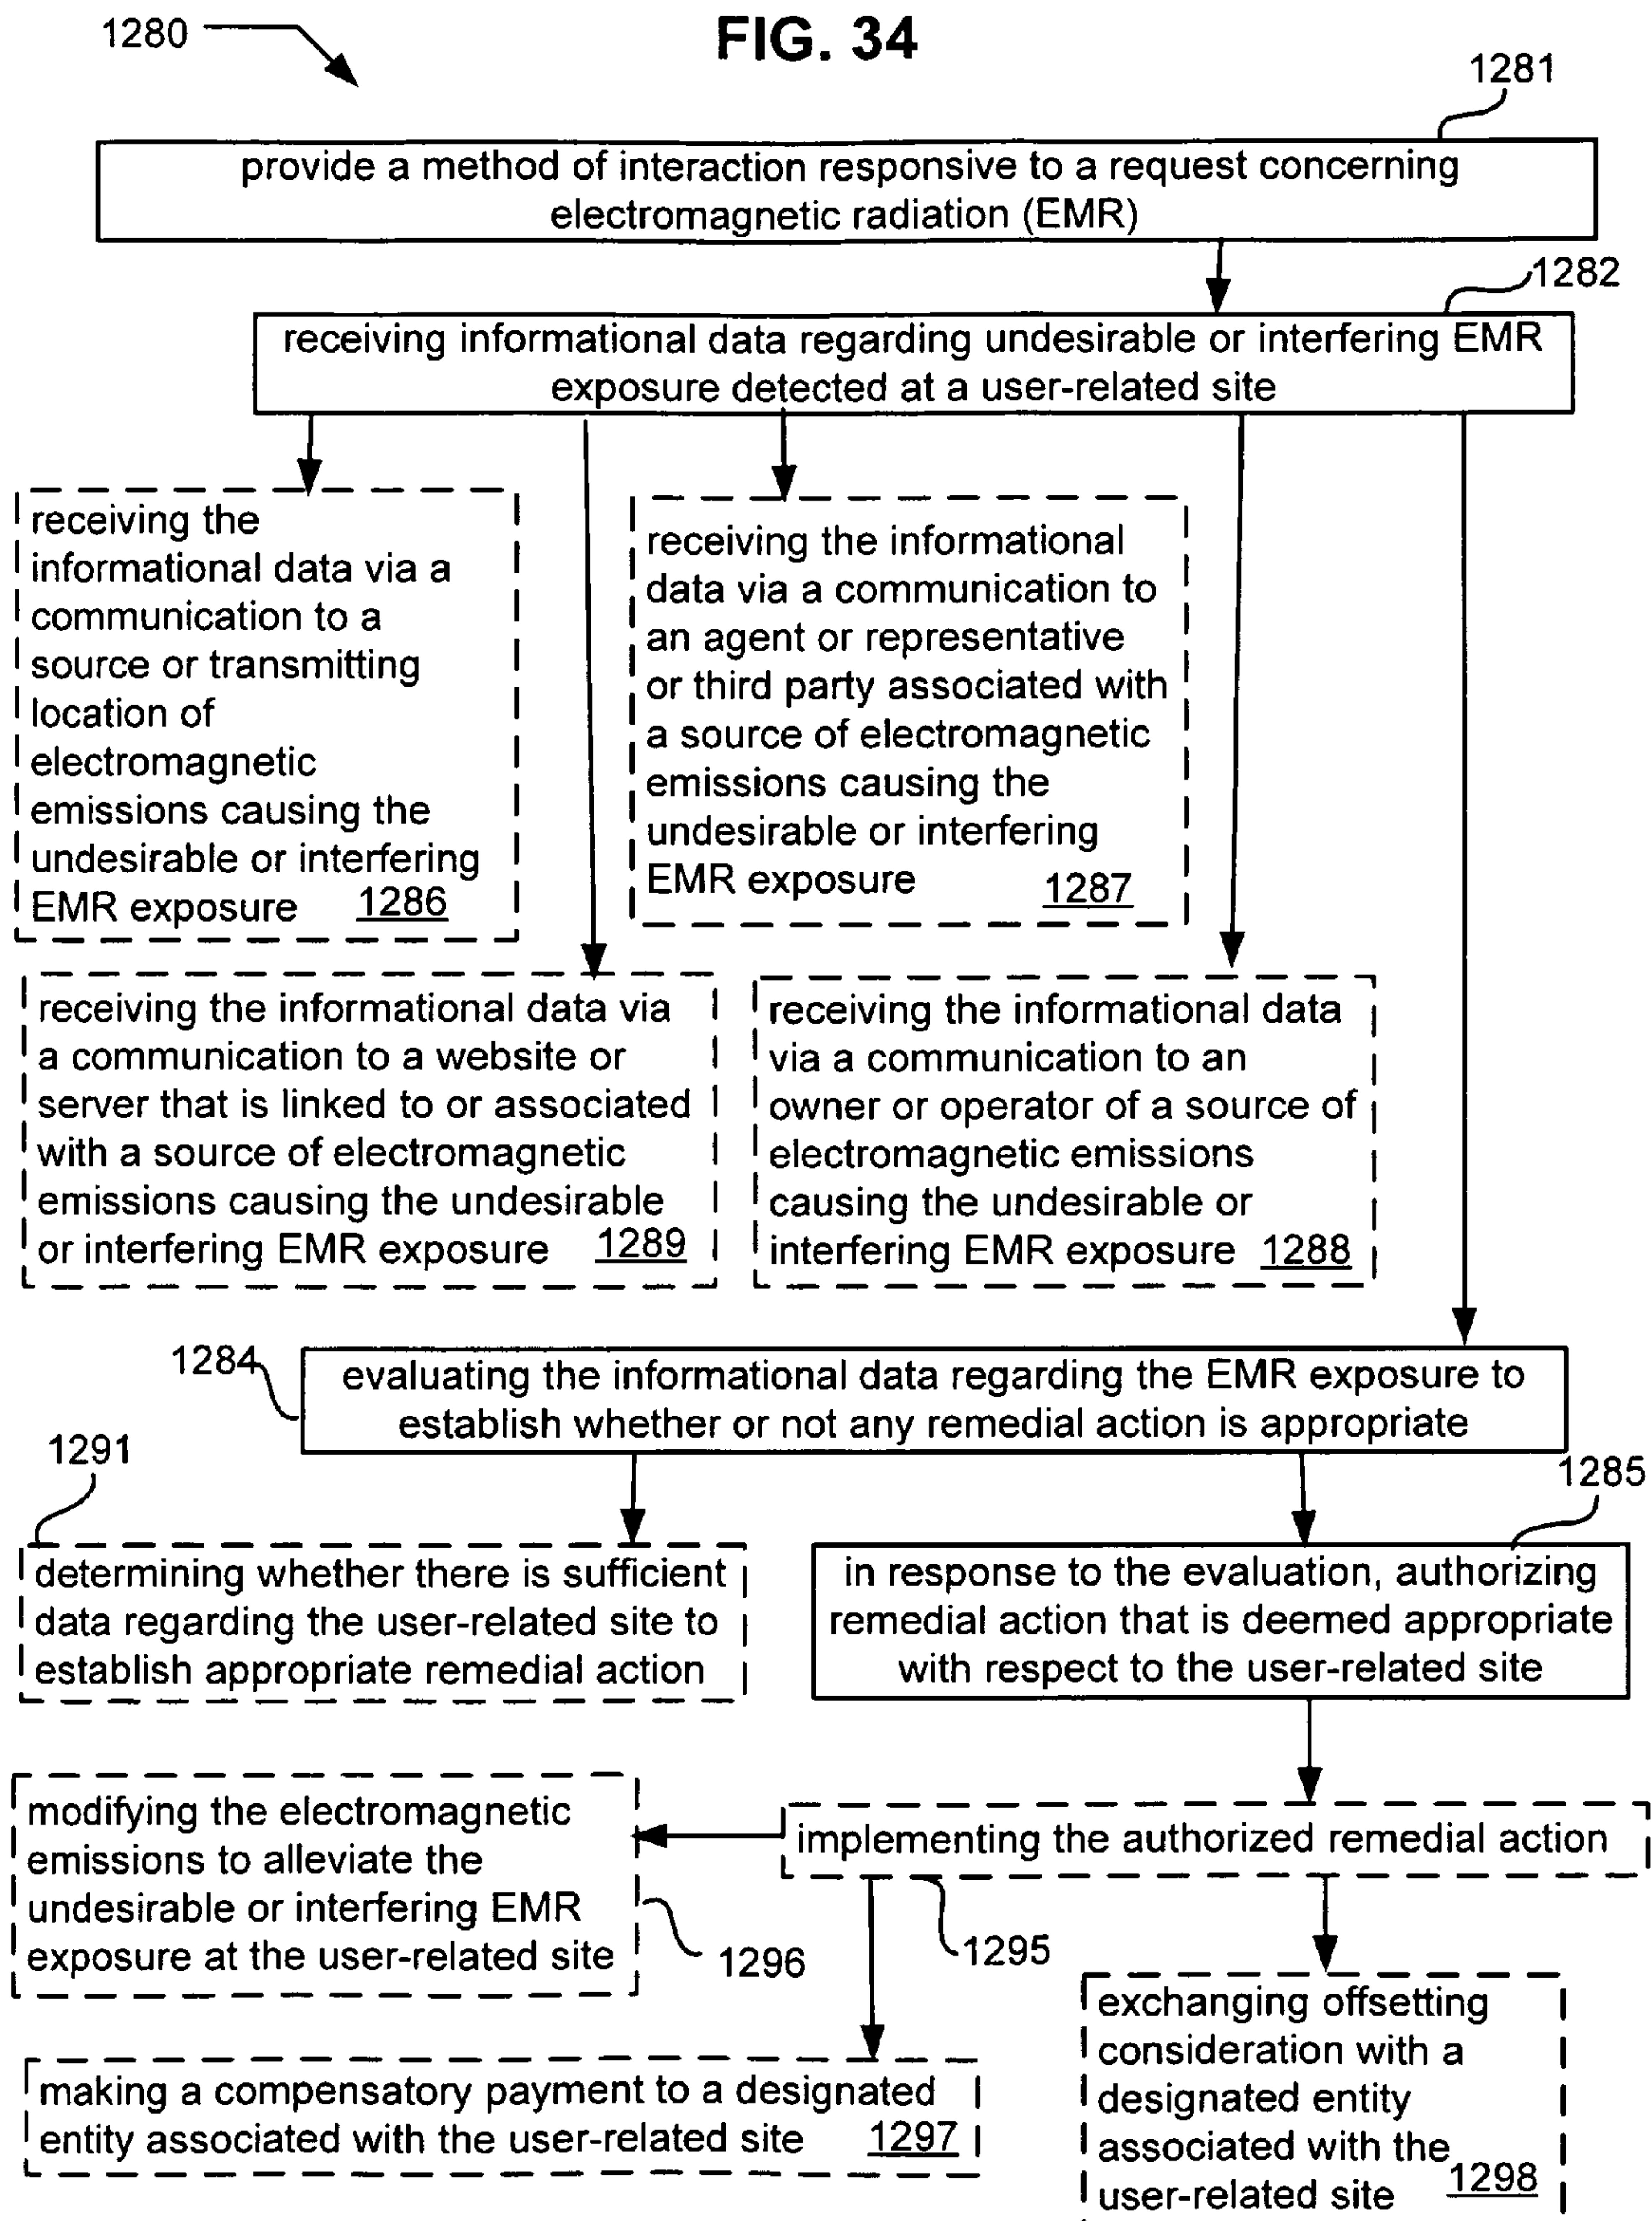 1280
FIG. 34
1281
provide a method of interaction responsive to a request concerning
electromagnetic radiation (EMR)
1282
receiving informational data regarding undesirable or interfering EMR
exposure detected at a user-related site
receiving the
informational data via a
communication to a
source or transmitting
location of
electromagnetic
emissions causing the
undesirable or interfering
EMR exposure 1286
receiving the informational
data via a communication to
an agent or representative
or third party associated with
a source of electromagnetic
emissions causing the
undesirable or interfering
EMR exposure 1287
receiving the informational data via
a communication to a website or
server that is linked to or associated
with a source of electromagnetic
emissions causing the undesirable
or interfering EMR exposure 1289
receiving the informational data
via a communication to an
owner or operator of a source of
electromagnetic emissions
causing the undesirable or
interfering EMR exposure 1288
1284
evaluating the informational data regarding the EMR exposure to
establish whether or not any remedial action is appropriate
1291
determining whether there is sufficient
data regarding the user-related site to
establish appropriate remedial action
1285
in response to the evaluation, authorizing
remedial action that is deemed appropriate
with respect to the user-related site
modifying the electromagnetic
emissions to alleviate the
undesirable or interfering EMR
exposure at the user-related site
1296
implementing the authorized remedial action
1295
making a compensatory payment to a designated
entity associated with the user-related site 1297
exchanging offsetting
consideration with a
designated entity
associated with the
user-related site 1298